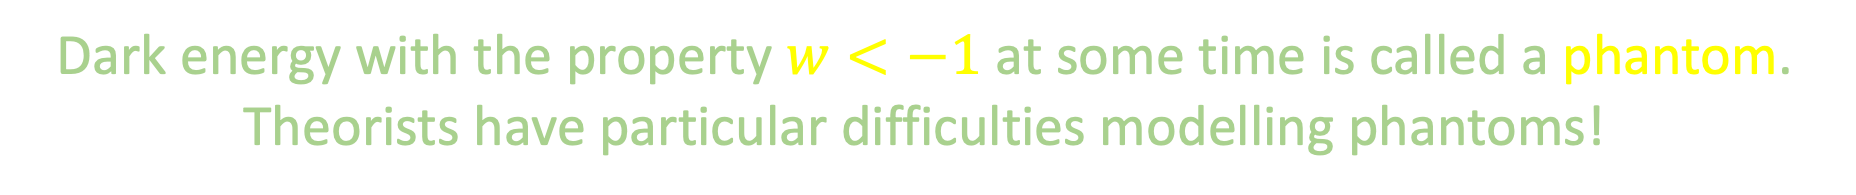 Dark energy with the property w < −1 at some time is called a phantom.
Theorists have particular difficulties modelling phantoms!